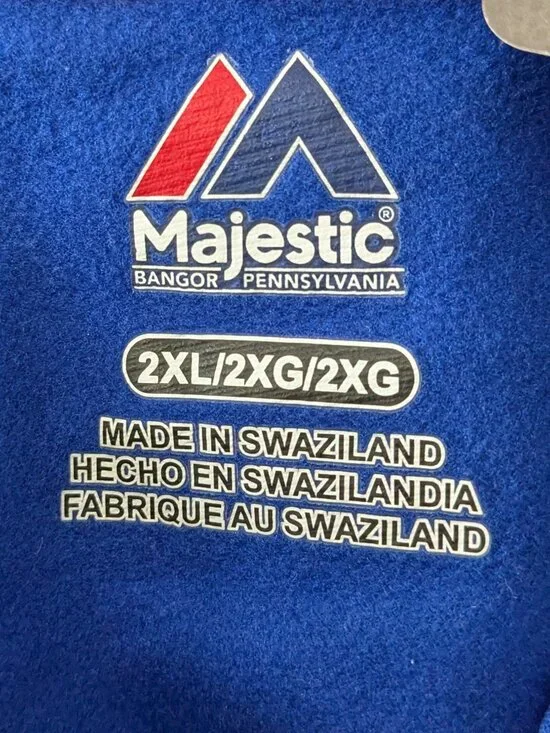 Majestic®
BANGOR PENNSYLVANIA
2XL/2XG/2XG
MADE IN SWAZILAND
HECHO EN SWAZILANDIA
FABRIQUE AU SWAZILAND